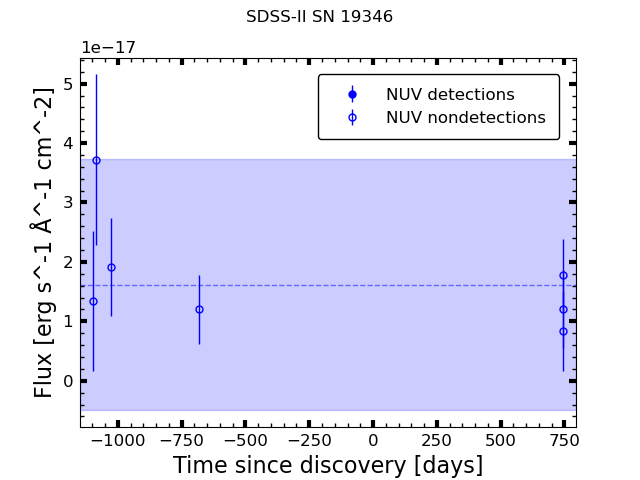 SDSS-II SN 19346
1e−17
NUV detections
NUV nondetections
5
4
3
2
1
0
Flux [erg s^-1 Å^-1 cm^-2]
−1000 −750 −500 −250 0 250 500 750
Time since discovery [days]